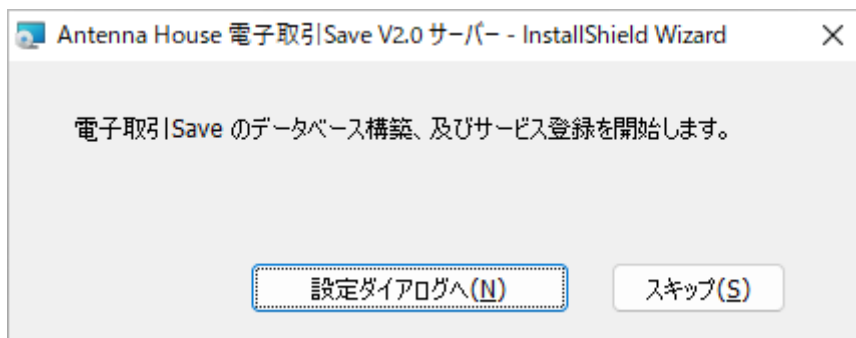 Antenna House 電子取引Save V2.0 サーバー - InstallShield Wizard
電子取引Save のデータベース構築、及びサービス登録を開始します。
設定ダイアログへ(N) スキップ(S)